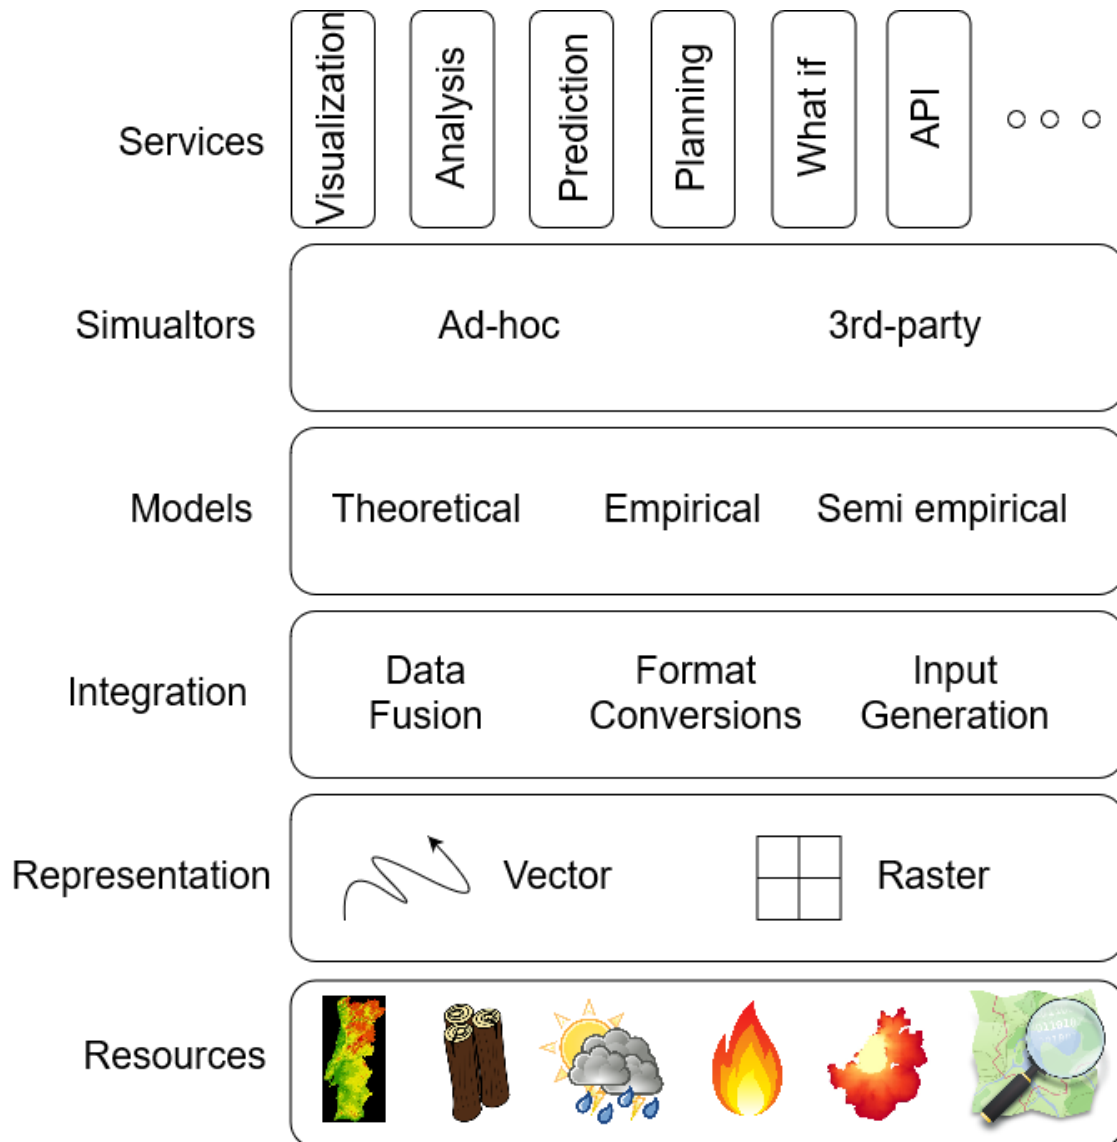 Services
Visualization
Analysis
Prediction
Planning
What if
API
Simualtors
Ad-hoc
3rd-party
Models
Theoretical
Empirical
Semi empirical
Integration
Data
Fusion
Format
Conversions
Input
Generation
Representation
Vector
Raster
Resources